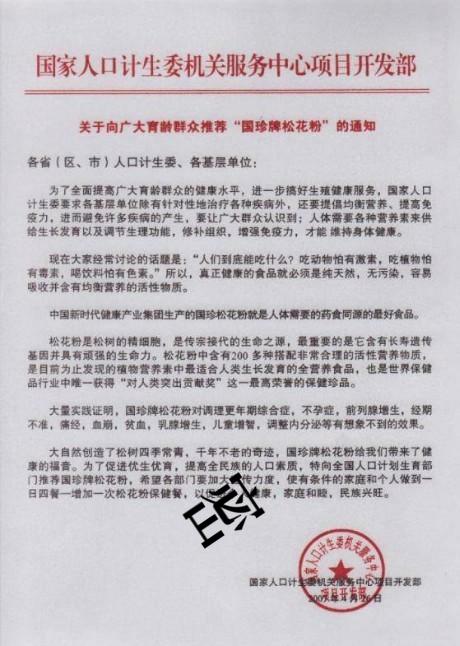 国家人口计生委机关服务中心项目开发部
关于向广大育龄群众推荐“国珍牌松花粉”的通知
各省（区、市）人口计生委、各基层单位：
为了全面提高广大育龄群众的健康水平，进一步搞好生殖健康服务，国家人口
计生委要求各基层单位除有针对性地治疗各种疾病外，还要提倡均衡营养、提高免
疫力，进而避免许多疾病的产生，要让广大群众认识到：人体需要各种营养素来供
给生长发育以及调节生理功能，修补组织，增强免疫力，才能 维持身体健康。
现在大家经常讨论的话题是：“人们到底能吃什么？吃动物怕有激素，吃植物怕
有毒素，喝饮料怕有色素。”所以，真正健康的食品就必须是纯天然，无污染，容易
吸收并含有均衡营养的活性物质。
中国新时代健康产业集团生产的国珍松花粉就是人体需要的药食同源的最好食品。
松花粉是松树的精细胞，是传宗接代的生命之源，最重要的是它含有长寿遗传
基因并具有顽强的生命力。松花粉中含有200 多种搭配非常合理的活性营养物质，
是目前为止发现的植物营养素中最适合人类生长发育的全营养食品，也是世界保健
品行业中唯一获得“对人类突出贡献奖”这一最高荣誉的保健珍品。
大量实践证明，国珍牌松花粉对调理更年期综合症，不孕症，前列腺增生，经期
不准，痛经，血崩，贫血，乳腺增生，儿童增智，调整内分泌等有想象不到的效果。
大自然创造了松树四季常青，千年不老的奇迹，国珍牌松花粉给我们带来了健
康的福音。为了促进优生优育，提高全民族的人口素质，特向全国人口计划生育部
门推荐国珍牌松花粉，希望各部门要加大宣传力度，使有条件的家庭和个人做到一
日四餐—增加一次松花粉保健餐，以促 健康，家庭和睦，民族兴旺。
国家人口计生委机关服务中心
项目开发部
国家人口计生委机关服务中心项目开发部
2007年4月26日